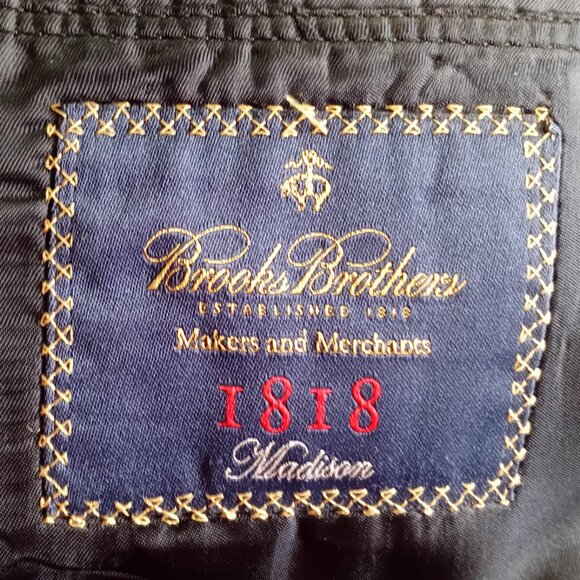 Brooks Brothers
ESTABLISHED 1818
Makers and Merchants
1818
Madison